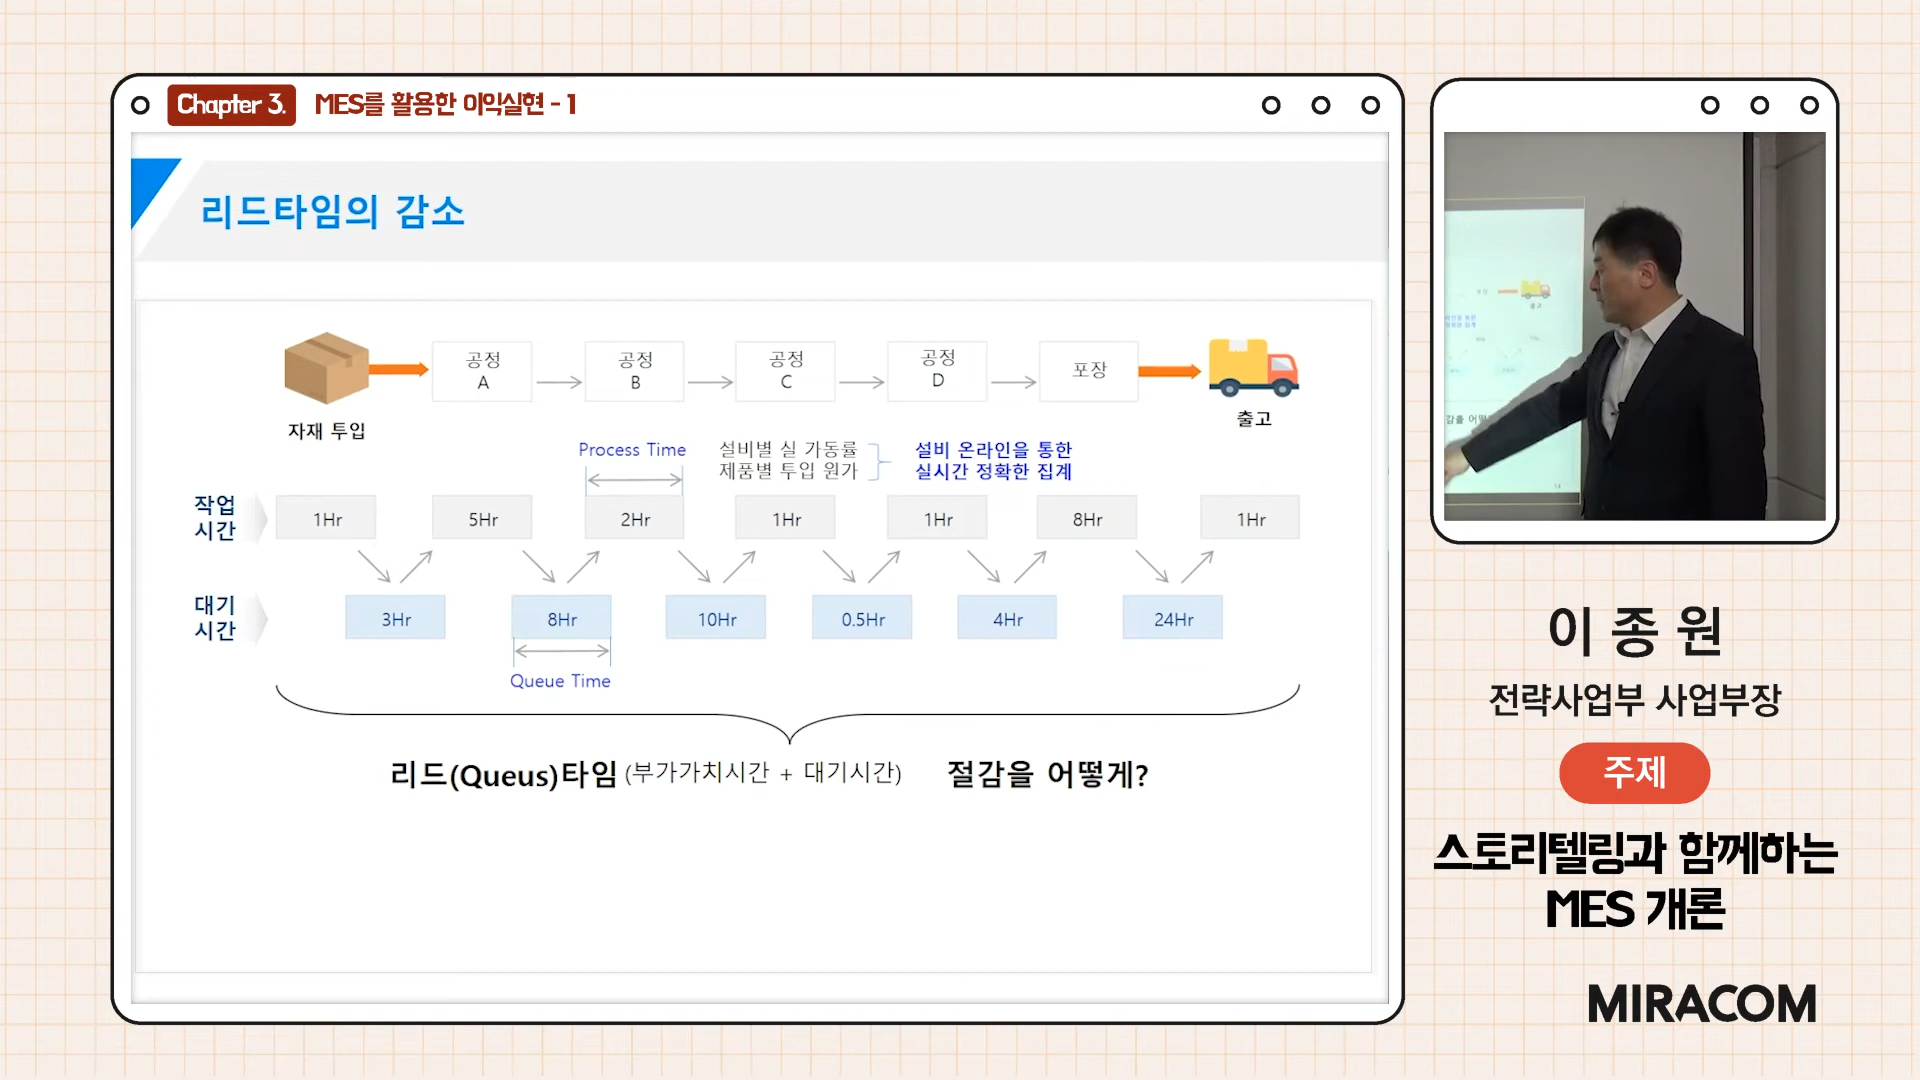 Chapter 3. MES를 활용한 이익실현 - 1
리드타임의 감소
공정
A
공정
B
공정
C
공정
D
포장
자재 투입
출고
Process Time
설비별 실 가동률
제품별 투입 원가
설비 온라인을 통한
실시간 정확한 집계
작업
시간
1Hr 5Hr 2Hr 1Hr 1Hr 8Hr 1Hr
대기
시간
3Hr 8Hr 10Hr 0.5Hr 4Hr 24Hr
Queue Time
리드(Queus)타임 (부가가치시간 + 대기시간) 절감을 어떻게?
이종원
전략사업부 사업부장
주제
스토리텔링과 함께하는
MES 개론
MIRACOM